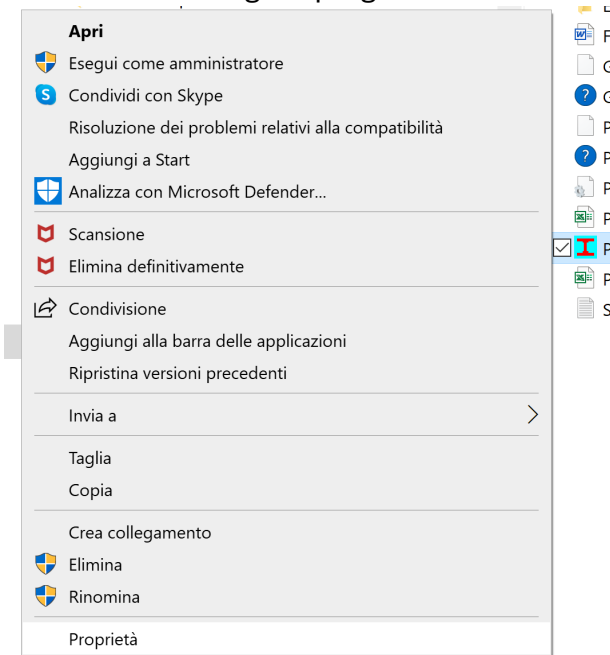 Apri
Esegui come amministratore
Condividi con Skype
Risoluzione dei problemi relativi alla compatibilità
Aggiungi a Start
Analizza con Microsoft Defender...
Scansione
Elimina definitivamente
Condivisione
Aggiungi alla barra delle applicazioni
Ripristina versioni precedenti
Invia a
Taglia
Copia
Crea collegamento
Elimina
Rinomina
Proprietà